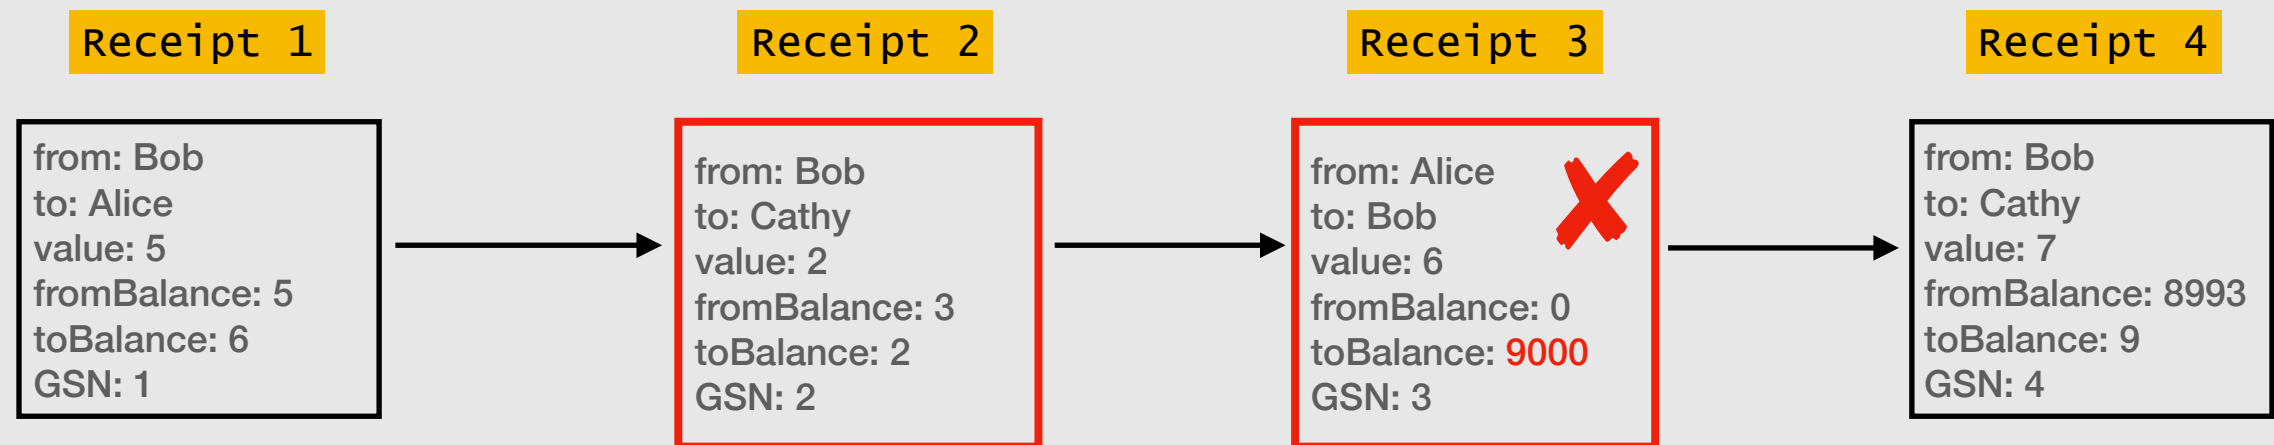 Receipt 1
Receipt 2
Receipt 3
Receipt 4
from: Bob
to: Alice
value: 5
fromBalance: 5
toBalance: 6
GSN: 1
from: Bob
to: Cathy
value: 2
fromBalance: 3
toBalance: 2
GSN: 2
from: Alice
to: Bob
value: 6
fromBalance: 0
toBalance: 9000
GSN: 3
from: Bob
to: Cathy
value: 7
fromBalance: 8993
toBalance: 9
GSN: 4